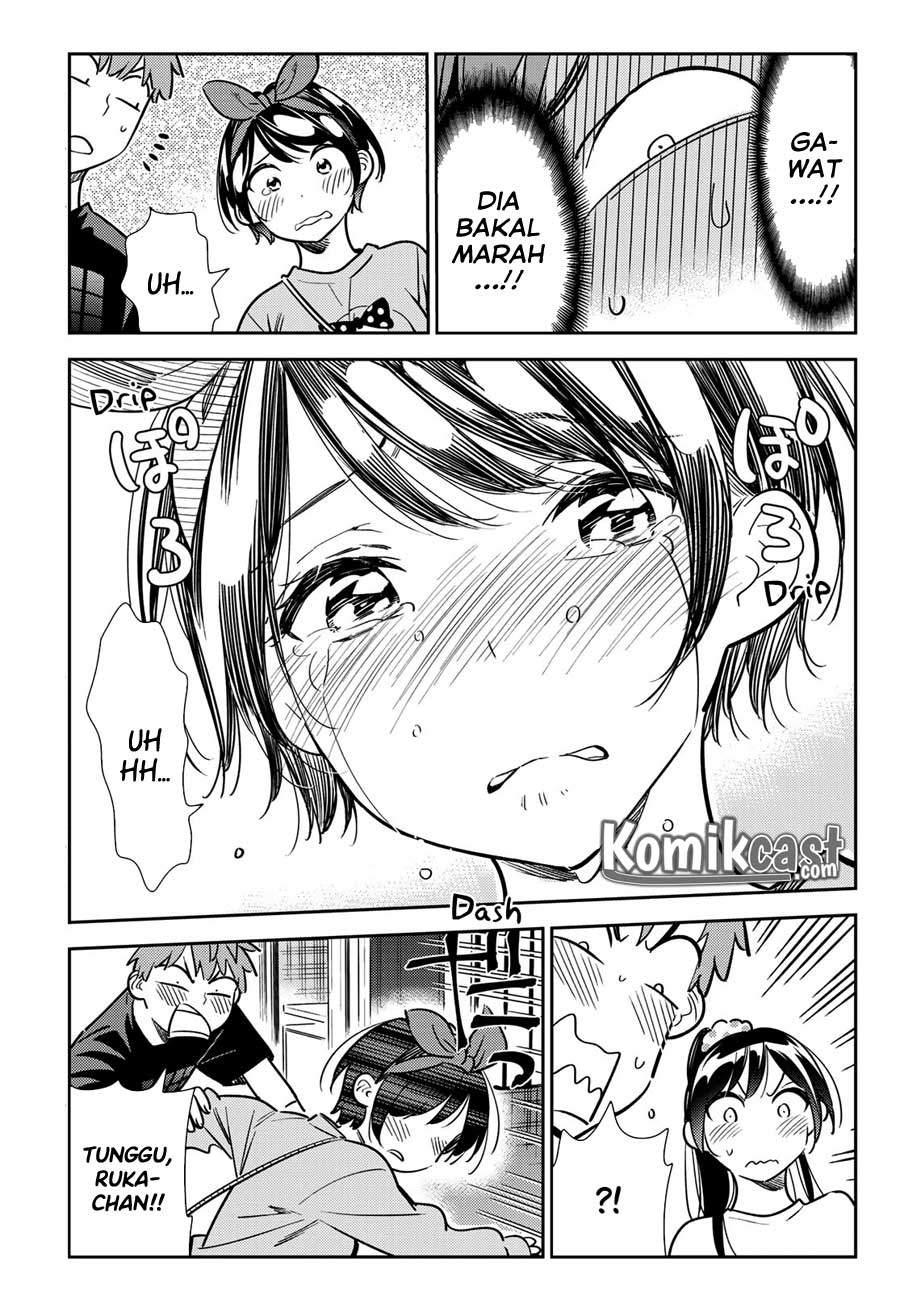 GA-
WAT
...!!
DIA
BAKAL
MARAH
....!!
UH...
Drip
ぽろ
ぽろ
Drip
UH
HH...
Komikcast
.com
?!
Dash
TUNGGU,
RUKA-
CHAN!!